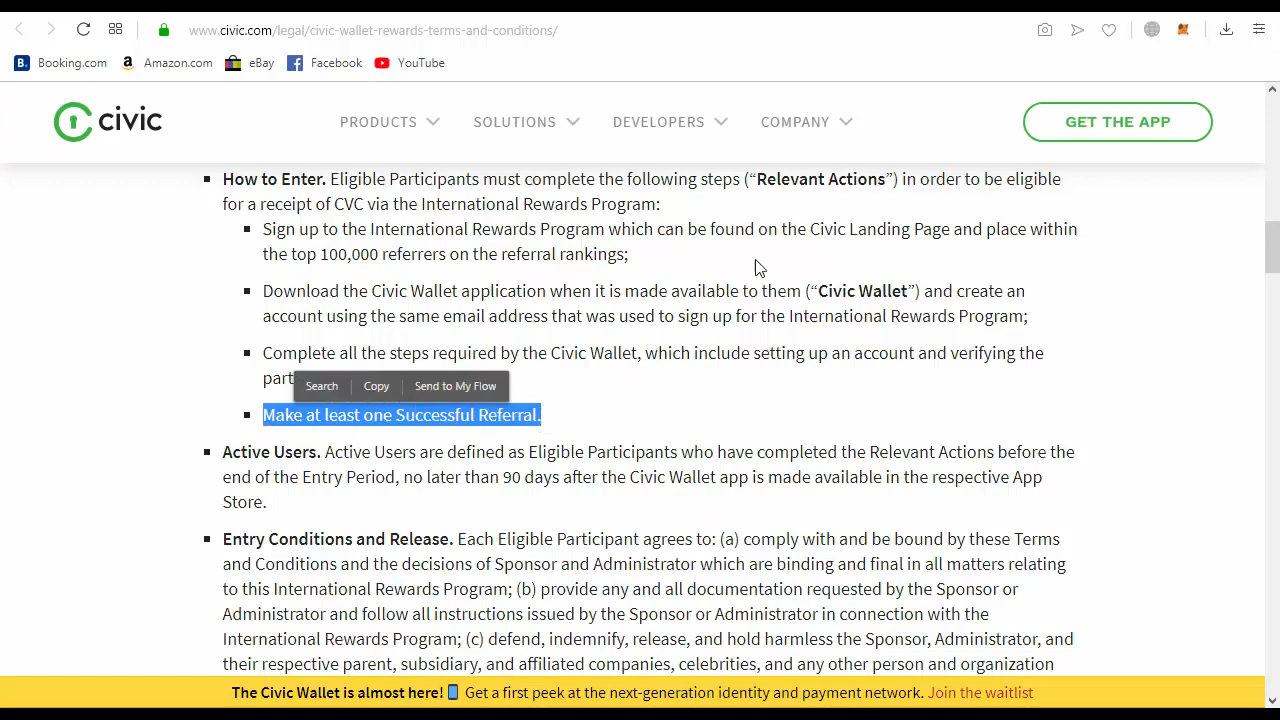 www.civic.com/legal/civic-wallet-rewards-terms-and-conditions/
B. Booking.com Amazon.com eBay Facebook YouTube
civic PRODUCTS SOLUTIONS DEVELOPERS COMPANY GET THE APP
How to Enter. Eligible Participants must complete the following steps (“Relevant Actions”) in order to be eligible
for a receipt of CVC via the International Rewards Program:
Sign up to the International Rewards Program which can be found on the Civic Landing Page and place within
the top 100,000 referrers on the referral rankings;
Download the Civic Wallet application when it is made available to them (“Civic Wallet”) and create an
account using the same email address that was used to sign up for the International Rewards Program;
Complete all the steps required by the Civic Wallet, which include setting up an account and verifying the
part
Search Copy Send to My Flow
Make at least one Successful Referral.
Active Users. Active Users are defined as Eligible Participants who have completed the Relevant Actions before the
end of the Entry Period, no later than 90 days after the Civic Wallet app is made available in the respective App
Store.
Entry Conditions and Release. Each Eligible Participant agrees to: (a) comply with and be bound by these Terms
and Conditions and the decisions of Sponsor and Administrator which are binding and final in all matters relating
to this International Rewards Program; (b) provide any and all documentation requested by the Sponsor or
Administrator and follow all instructions issued by the Sponsor or Administrator in connection with the
International Rewards Program; (c) defend, indemnify, release, and hold harmless the Sponsor, Administrator, and
their respective parent, subsidiary, and affiliated companies, celebrities, and any other person and organization
The Civic Wallet is almost here! Get a first peek at the next-generation identity and payment network. Join the waitlist